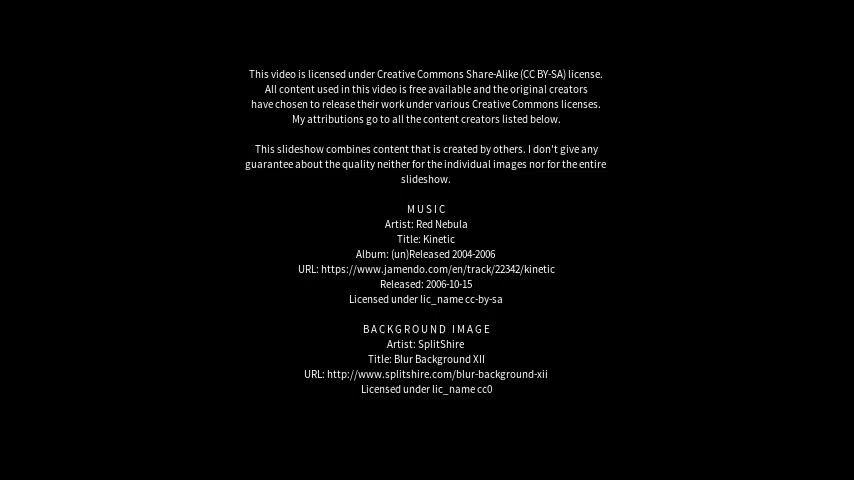 This video is licensed under Creative Commons Share-Alike (CC BY-SA) license.
All content used in this video is free available and the original creators
have chosen to release their work under various Creative Commons licenses.
My attributions go to all the content creators listed below.
This slideshow combines content that is created by others. I don't give any
guarantee about the quality neither for the individual images nor for the entire
slideshow.
MUSIC
Artist: Red Nebula
Title: Kinetic
Album: (un)Released 2004-2006
URL: https://www.jamendo.com/en/track/22342/kinetic
Released: 2006-10-15
Licensed under lic_name cc-by-sa
BACKGROUND IMAGE
Artist: SplitShire
Title: Blur Background XII
URL: http://www.splitshire.com/blur-background-xii
Licensed under lic_name cc0